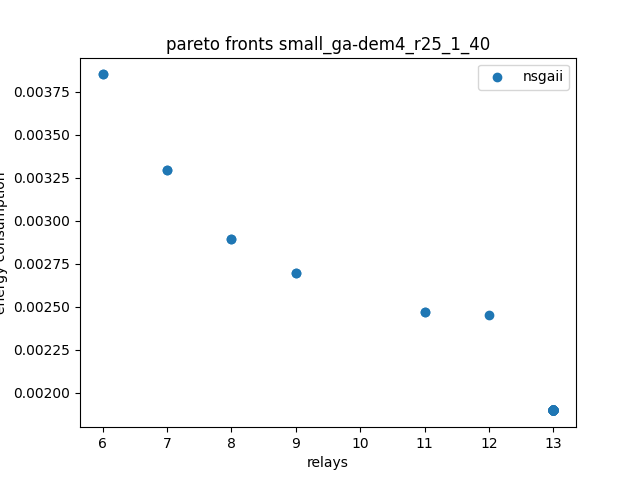 pareto fronts small_ga-dem4_r25_1_40
nsgaii
0.00375
0.00350
0.00325
0.00300
0.00275
0.00250
0.00225
0.00200
energy consumption
6 7 8 9 10 11 12 13
relays